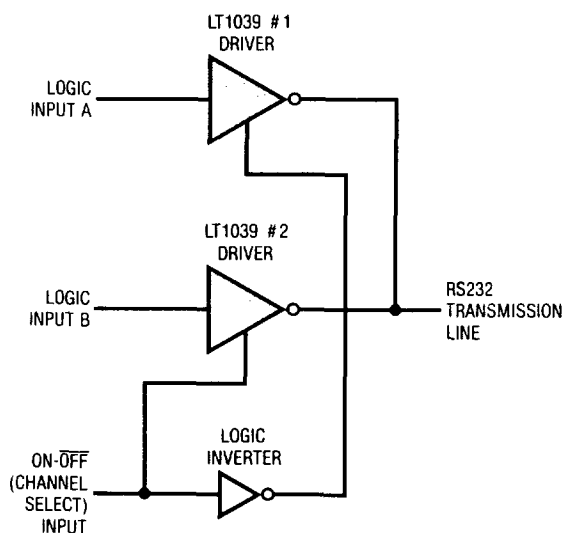 LT1039 #1
DRIVER
LOGIC
INPUT A
LT1039 #2
DRIVER
LOGIC
INPUT B
RS232
TRANSMISSION
LINE
LOGIC
INVERTER
ON-O̅F̅F̅
(CHANNEL
SELECT)
INPUT